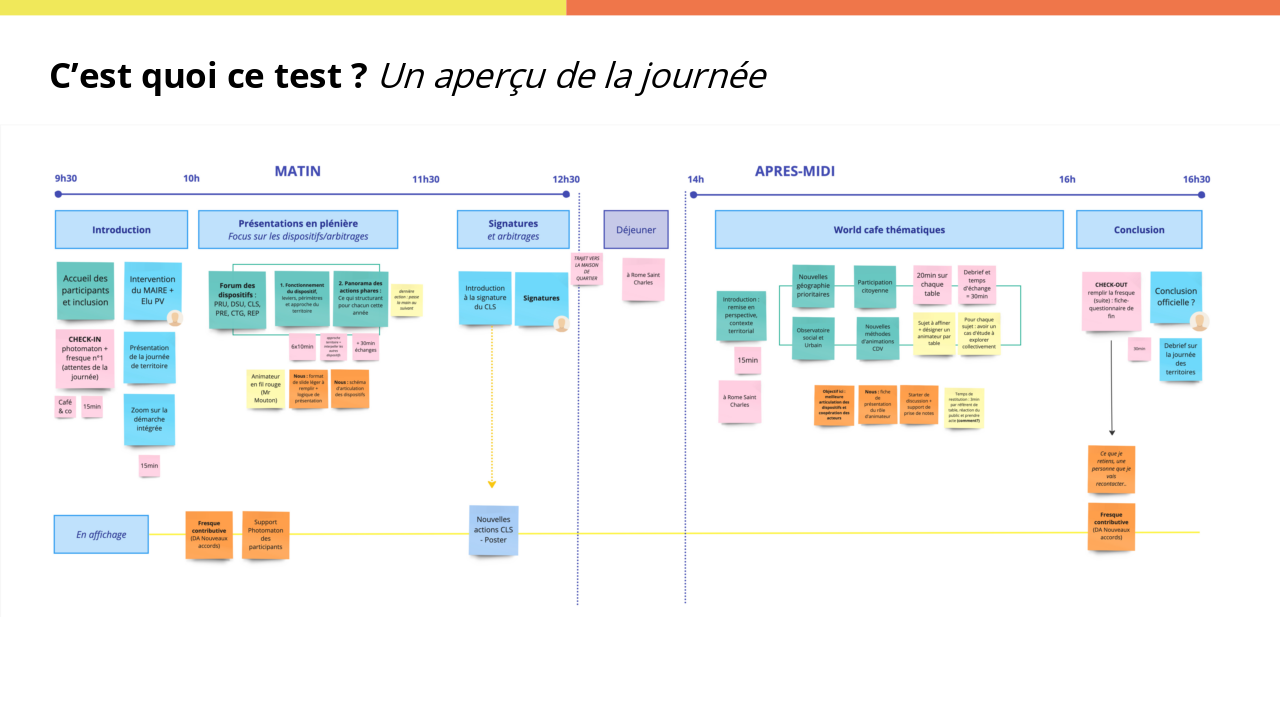 C’est quoi ce test ? Un aperçu de la journée
MATIN
APRES-MIDI
9h30
10h
11h30
12h30
14h
16h
16h30
Introduction
Présentations en plénière
Focus sur les dispositifs/arbitrages
Signatures
et arbitrages
Déjeuner
World cafe thématiques
Conclusion
Accueil des
participants
et inclusion
Intervention
du MAIRE +
Elu PV
CHECK-IN
photomaton +
fresque n°1
(attentes de la
journée)
Présentation
de la journée
de territoire
Café
& co
15min
Zoom sur la
démarche
intégrée
15min
Forum des
dispositifs :
PRU, DSU, CLS,
PRE, CTG, REP
1. Fonctionnement
du dispositif,
leviers, périmètres
et approche du
territoire
2. Panorama des
actions phares :
Ce qui structurant
pour chacun cette
année
dernière
action : passe
la main au
suivant
6x10min
+ 30min
échanges
Animateur
en fil rouge
(Mr
Mouton)
Nous : format
de slide léger à
remplir +
logique de
présentation
Nous : schéma
d'articulation
des dispositifs
Introduction
à la signature
du CLS
Signatures
TRAJET VERS
LA MAISON
DE
QUARTIER
à Rome Saint
Charles
Introduction :
remise en
perspective,
contexte
territorial
15min
à Rome Saint
Charles
Nouvelles
géographie
prioritaires
Participation
citoyenne
20min sur
chaque
table
Debrief et
temps
d'échange
= 30min
Observatoire
social et
Urbain
Nouvelles
méthodes
d'animations
CDV
Sujet à affiner
+ désigner un
animateur par
table
Pour chaque
sujet : avoir un
cas d'étude à
explorer
collectivement
Objectif ici :
meilleure
articulation des
dispositifs et
coopération des
acteurs
Nous : fiche
de
présentation
du rôle
d'animateur
Starter de
discussion +
support de
prise de notes
Temps de
restitution : 3min
par référent de
table, réaction du
public et prendre
acte (comment?)
CHECK-OUT
remplir la fresque
(suite) : fiche-
questionnaire de
fin
Conclusion
officielle ?
30min
Debrief sur
la journée
des
territoires
Ce que je
retiens, une
personne que je
vais
recontacter..
En affichage
Fresque
contributive
(DA Nouveaux
accords)
Support
Photomaton
des
participants
Nouvelles
actions CLS
- Poster
Fresque
contributive
(DA Nouveaux
accords)